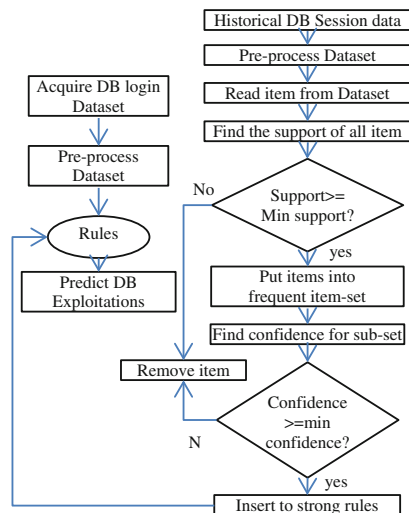 Historical DB Session data
Pre-process Dataset
Read item from Dataset
Find the support of all item
Acquire DB login
Dataset
Pre-process
Dataset
Rules
Predict DB
Exploitations
No
Support>=
Min support?
yes
Put items into
frequent item-set
Find confidence for sub-set
Remove item
Confidence
>=min
confidence?
N
yes
Insert to strong rules